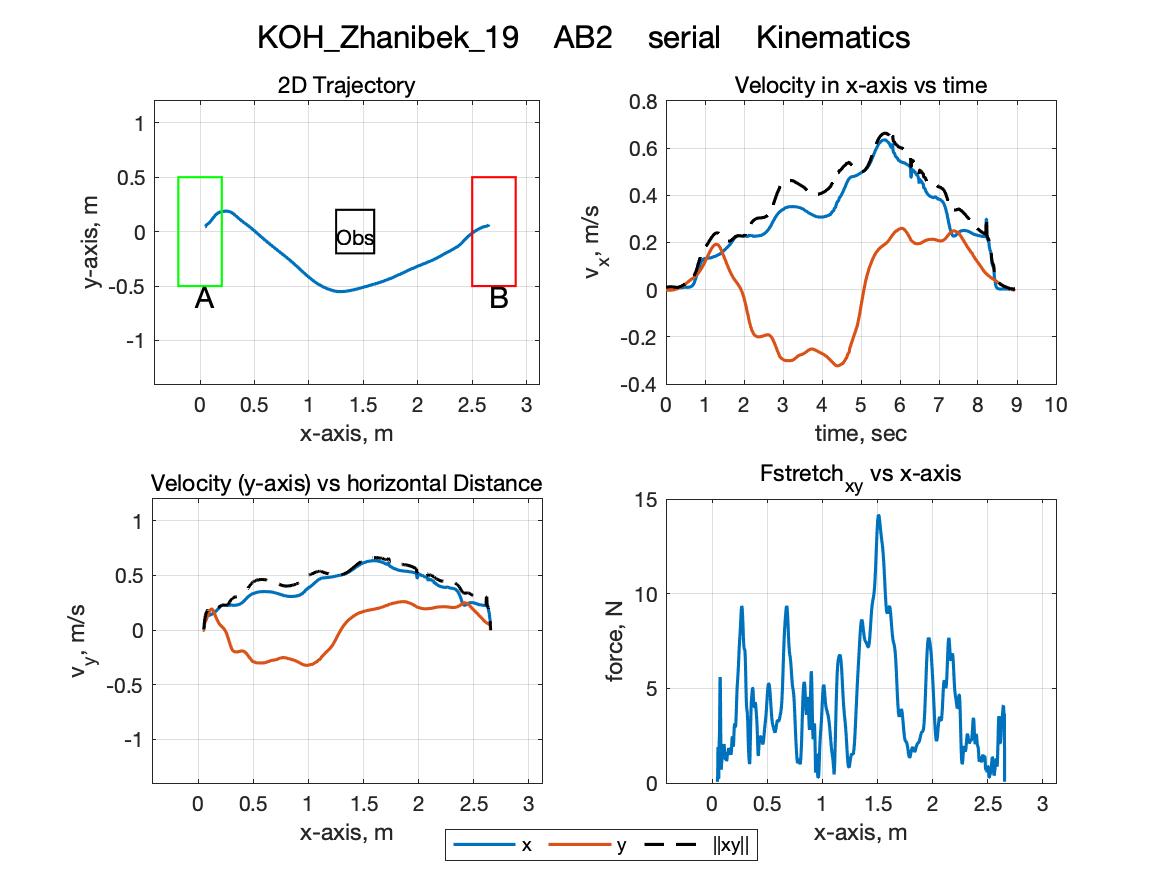 KOH_Zhanibek_19 AB2 serial Kinematics
2D Trajectory
y-axis, m
1
0.5
0
-0.5
-1
Obs
A
B
0 0.5 1 1.5 2 2.5 3
x-axis, m
Velocity in x-axis vs time
vx, m/s
0.8
0.6
0.4
0.2
0
-0.2
-0.4
0 1 2 3 4 5 6 7 8 9 10
time, sec
Velocity (y-axis) vs horizontal Distance
vy, m/s
1
0.5
0
-0.5
-1
0 0.5 1 1.5 2 2.5 3
x-axis, m
Fstretchxy vs x-axis
force, N
15
10
5
0
0 0.5 1 1.5 2 2.5 3
x-axis, m
x y ||xy||